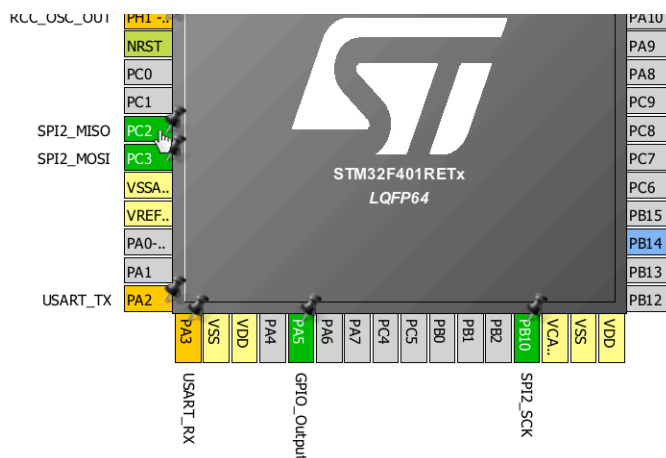 RCC_OSC_OUT PH1 -.. PA10
NRST PA9
PC0 PA8
PC1 PC9
SPI2_MISO PC2 PC8
SPI2_MOSI PC3 PC7
VSSA.. PC6
VREF.. PB15
PA0-.. PB14
PA1 PB13
USART_TX PA2 PB12
ST
STM32F401RETx
LQFP64
PA3 VSS VDD PA4 PA5 PA6 PA7 PC4 PC5 PB0 PB1 PB2 PB10 VCA.. VSS VDD
USART_RX GPIO_Output SPI2_SCK